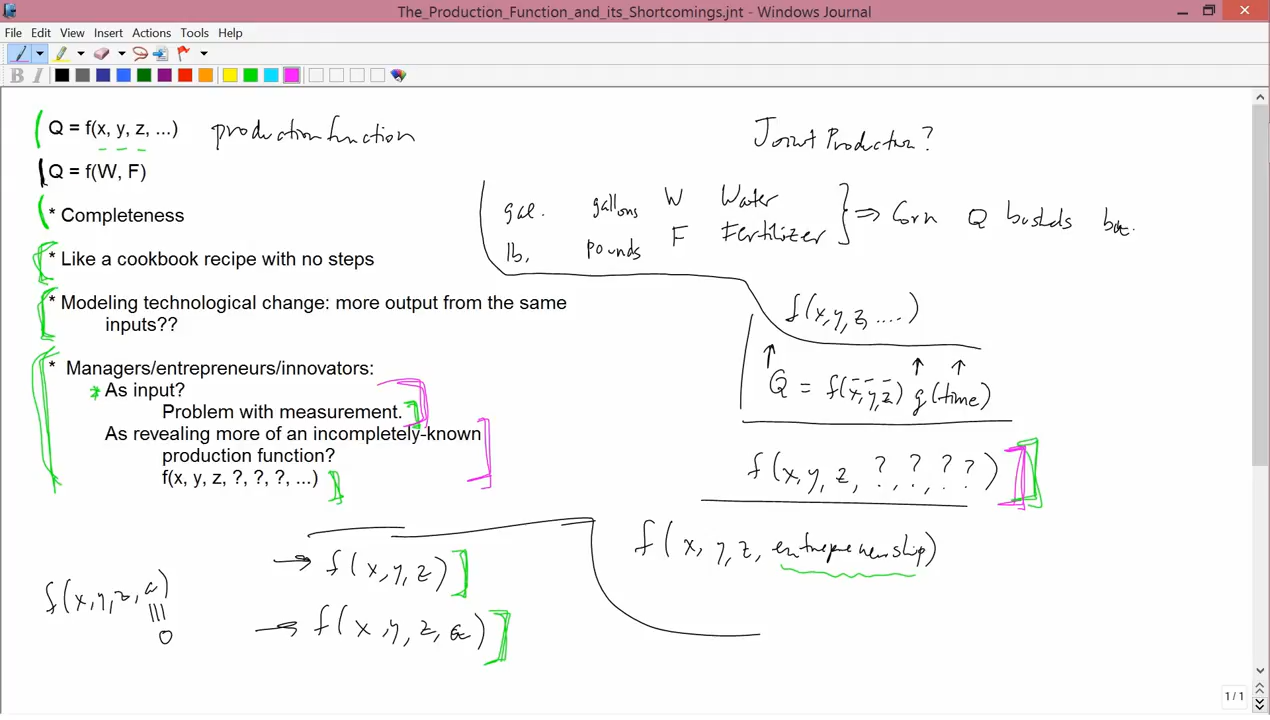 The_Production_Function_and_its_Shortcomings.jnt - Windows Journal
File Edit View Insert Actions Tools Help
B I
Q = f(x, y, z, ...) production function
Q = f(W, F)
* Completeness
* Like a cookbook recipe with no steps
* Modeling technological change: more output from the same
inputs??
* Managers/entrepreneurs/innovators:
As input?
Problem with measurement.
As revealing more of an incompletely-known
production function?
f(x, y, z, ?, ?, ?, ...)
Joint Production?
gal. gallons W Water
lb. pounds F Fertilizer
⇒ Corn Q bushels
f(x, y, z, ....)
Q = f(x, y, z) g(time)
f(x, y, z, ?, ?, ? ?)
f(x, y, z, entrepreneurship)
→ f(x, y, z)
→ f(x, y, z, a)
f(x, y, z, a)
0
1 / 1